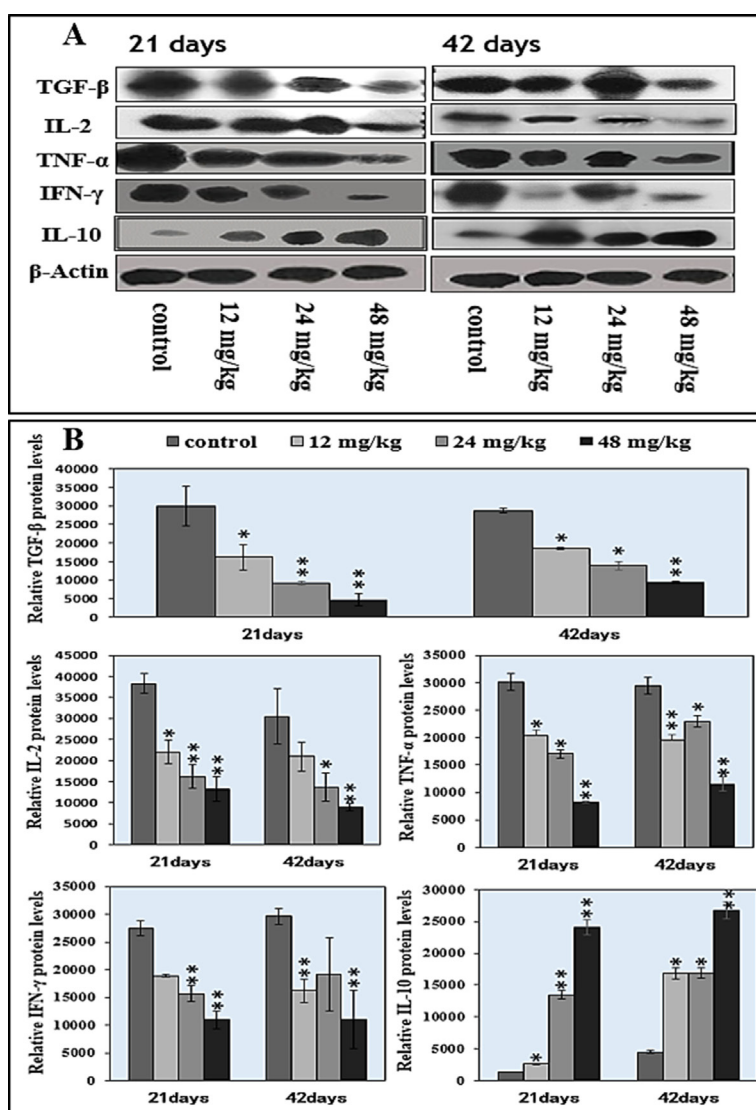 A
21 days
42 days
TGF-β
IL-2
TNF-α
IFN-γ
IL-10
β-Actin
control
12 mg/kg
24 mg/kg
48 mg/kg
control
12 mg/kg
24 mg/kg
48 mg/kg
B
control 12 mg/kg 24 mg/kg 48 mg/kg
Relative TGF-β protein levels
40000
35000
30000
25000
20000
15000
10000
5000
0
* ** **
* * **
21days 42days
Relative IL-2 protein levels
45000
40000
35000
30000
25000
20000
15000
10000
5000
0
* ** **
* **
21days 42days
Relative TNF-α protein levels
35000
30000
25000
20000
15000
10000
5000
0
* * **
** * **
21days 42days
Relative IFN-γ protein levels
35000
30000
25000
20000
15000
10000
5000
0
** **
** **
21days 42days
Relative IL-10 protein levels
30000
25000
20000
15000
10000
5000
0
* ** **
* * **
21days 42days